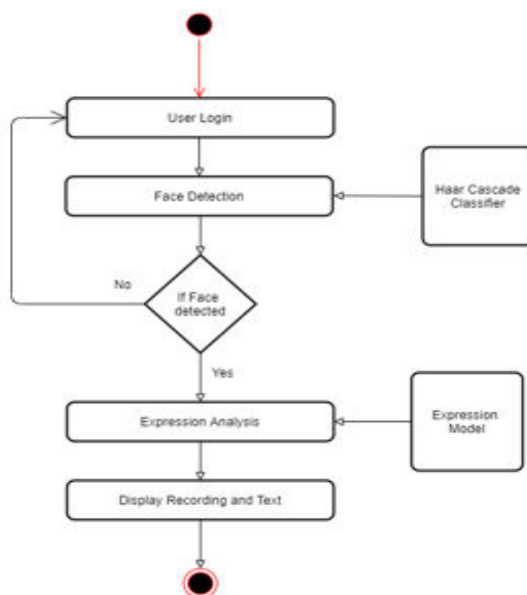 User Login
Face Detection
Haar Cascade
Classifier
If Face
detected
No
Yes
Expression Analysis
Expression
Model
Display Recording and Text